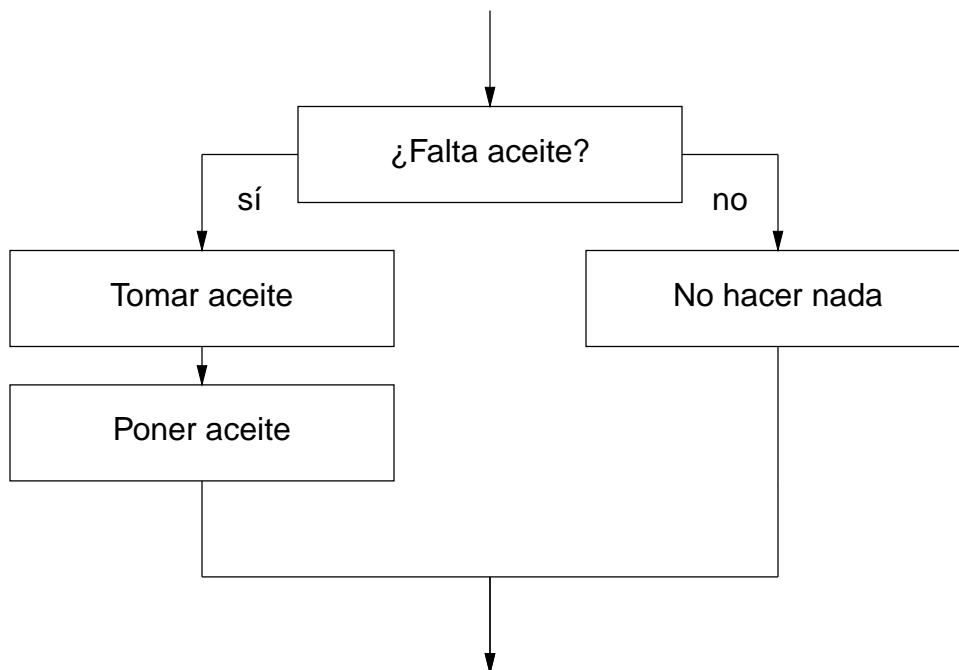 ¿Falta aceite?
sí
no
Tomar aceite
No hacer nada
Poner aceite